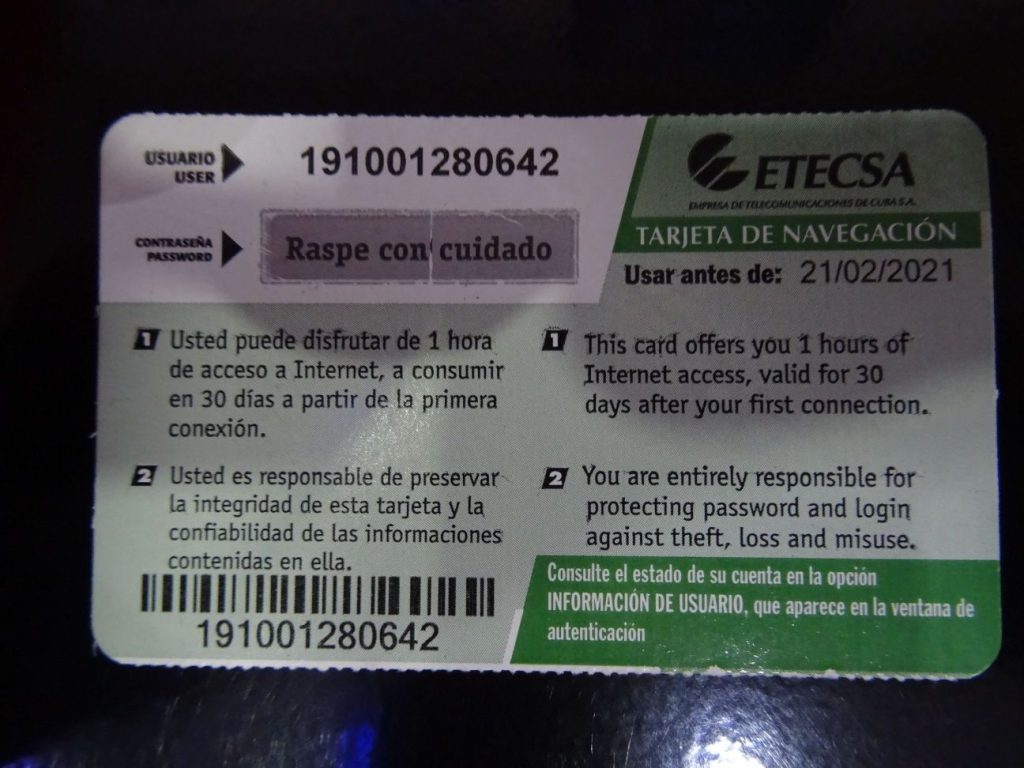 USUARIO
USER
191001280642
CONTRASEÑA
PASSWORD
Raspe con cuidado
ETECSA
EMPRESA DE TELECOMUNICACIONES DE CUBA S.A.
TARJETA DE NAVEGACIÓN
Usar antes de: 21/02/2021
1 Usted puede disfrutar de 1 hora
de acceso a Internet, a consumir
en 30 días a partir de la primera
conexión.
2 Usted es responsable de preservar
la integridad de esta tarjeta y la
confiabilidad de las informaciones
contenidas en ella.
191001280642
1 This card offers you 1 hours of
Internet access, valid for 30
days after your first connection.
2 You are entirely responsible for
protecting password and login
against theft, loss and misuse.
Consulte el estado de su cuenta en la opción
INFORMACIÓN DE USUARIO, que aparece en la ventana de
autenticación